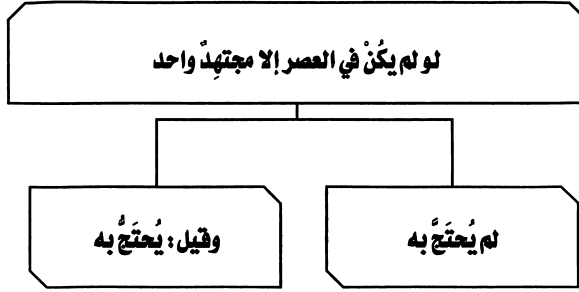 لو لم يكُنْ في العصر إلا مجتهِدٌ واحد
لم يُحتَجَّ به
وقيل: يُحتَجُّ به